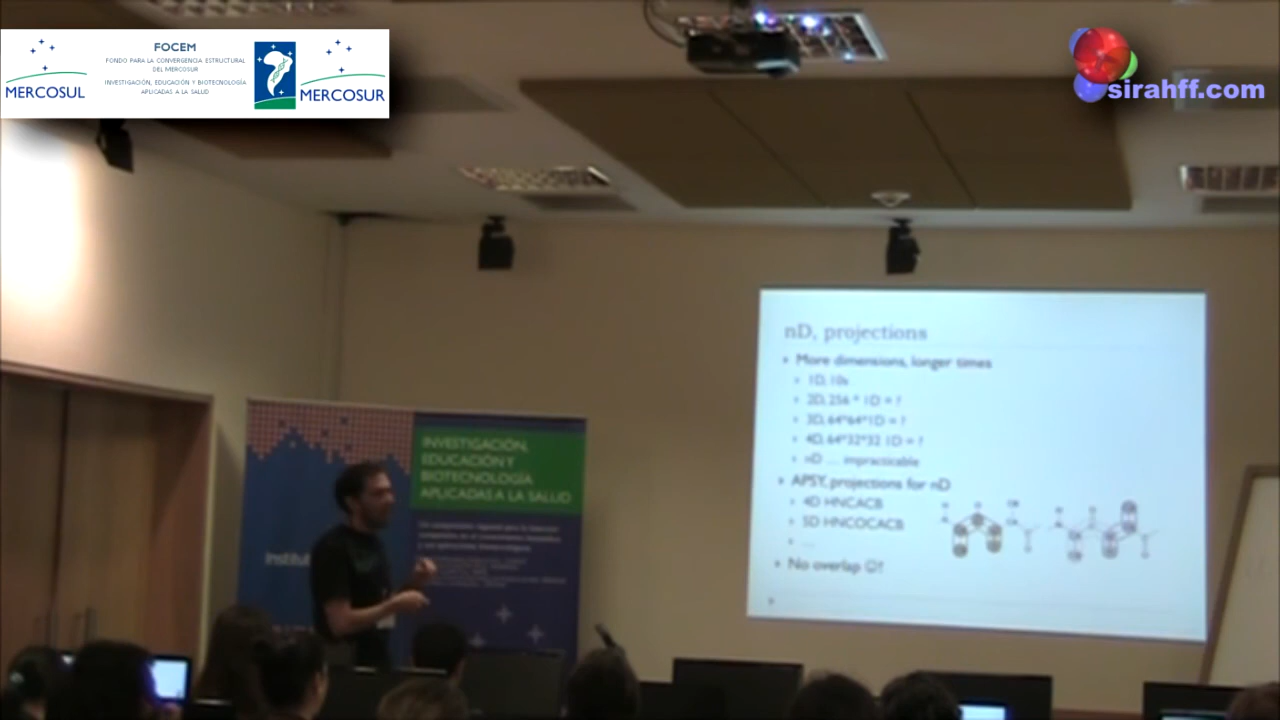 MERCOSUL
FOCEM
FONDO PARA LA CONVERGENCIA ESTRUCTURAL
DEL MERCOSUR
INVESTIGACIÓN, EDUCACIÓN Y BIOTECNOLOGÍA
APLICADAS A LA SALUD
MERCOSUR
sirahff.com
nD, projections
More dimensions, longer times
1D, 10s
2D, 256 * 1D = ?
3D, 64*64*1D = ?
4D, 64*32*32 1D = ?
nD ... impracticable
APSY, projections for nD
4D HNCACB
5D HNCOCACB
...
No overlap ☺!
INVESTIGACIÓN,
EDUCACIÓN Y
BIOTECNOLOGÍA
APLICADAS A LA SALUD